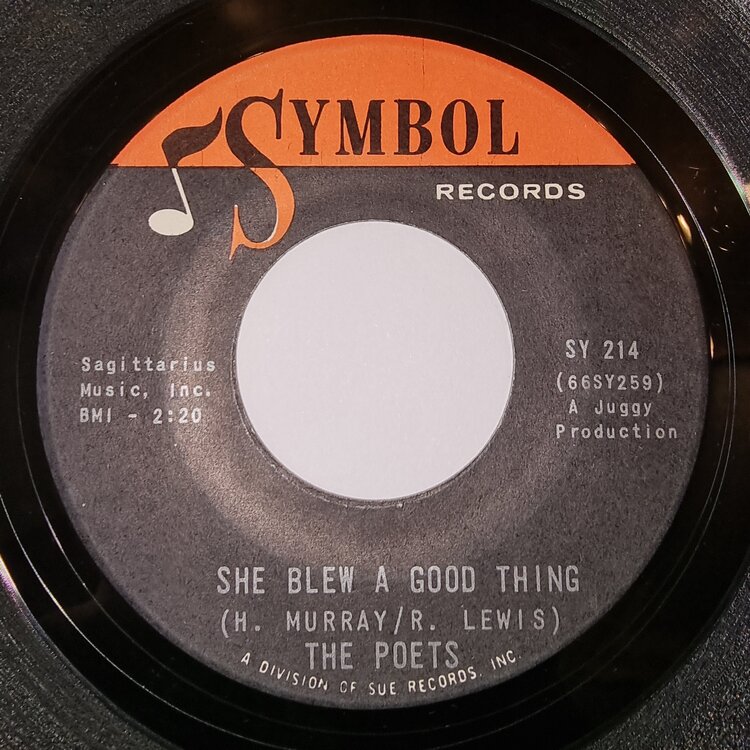 SYMBOL
RECORDS
Sagittarius
Music, Inc.
BMI - 2:20
SY 214
(66SY259)
A Juggy
Production
SHE BLEW A GOOD THING
(H. MURRAY/R. LEWIS)
THE POETS
A DIVISION OF SUE RECORDS, INC.